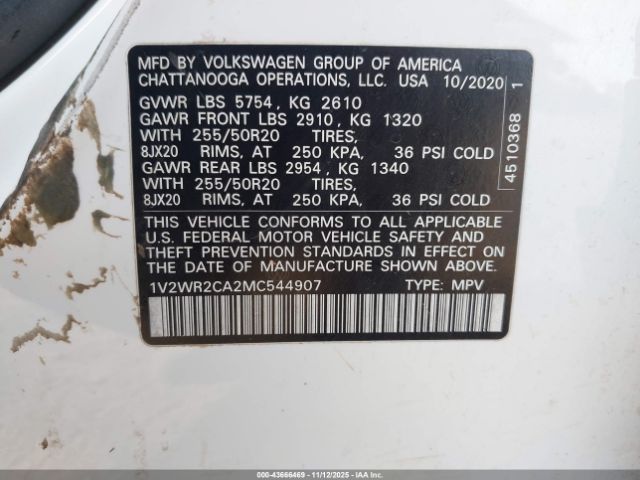 MFD BY VOLKSWAGEN GROUP OF AMERICA
CHATTANOOGA OPERATIONS, LLC. USA 10/2020
GVWR LBS 5754, KG 2610
GAWR FRONT LBS 2910, KG 1320
WITH 255/50R20 TIRES,
8JX20 RIMS, AT 250 KPA, 36 PSI COLD
GAWR REAR LBS 2954, KG 1340
WITH 255/50R20 TIRES,
8JX20 RIMS, AT 250 KPA, 36 PSI COLD
THIS VEHICLE CONFORMS TO ALL APPLICABLE
U.S. FEDERAL MOTOR VEHICLE SAFETY AND
THEFT PREVENTION STANDARDS IN EFFECT ON
THE DATE OF MANUFACTURE SHOWN ABOVE.
1V2WR2CA2MC544907 TYPE: MPV
4510368 1
000-43666469 - 11/12/2025 - IAAI.COM